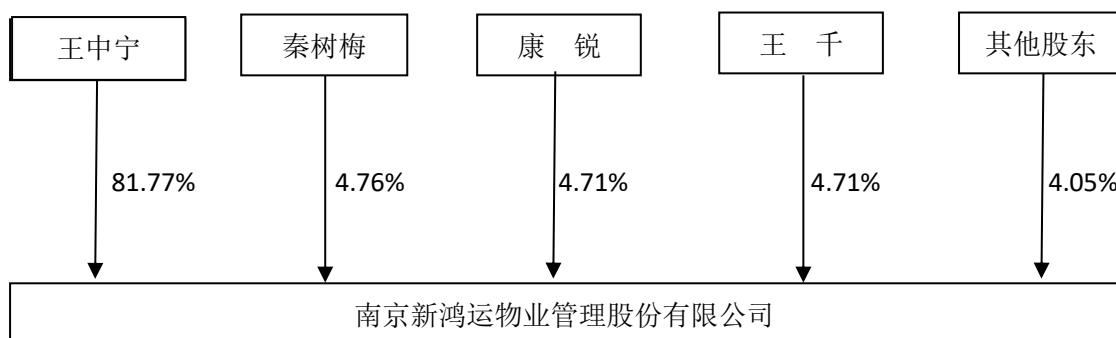 王中宁 秦树梅 康 锐 王 千 其他股东
81.77% 4.76% 4.71% 4.71% 4.05%
南京新鸿运物业管理股份有限公司